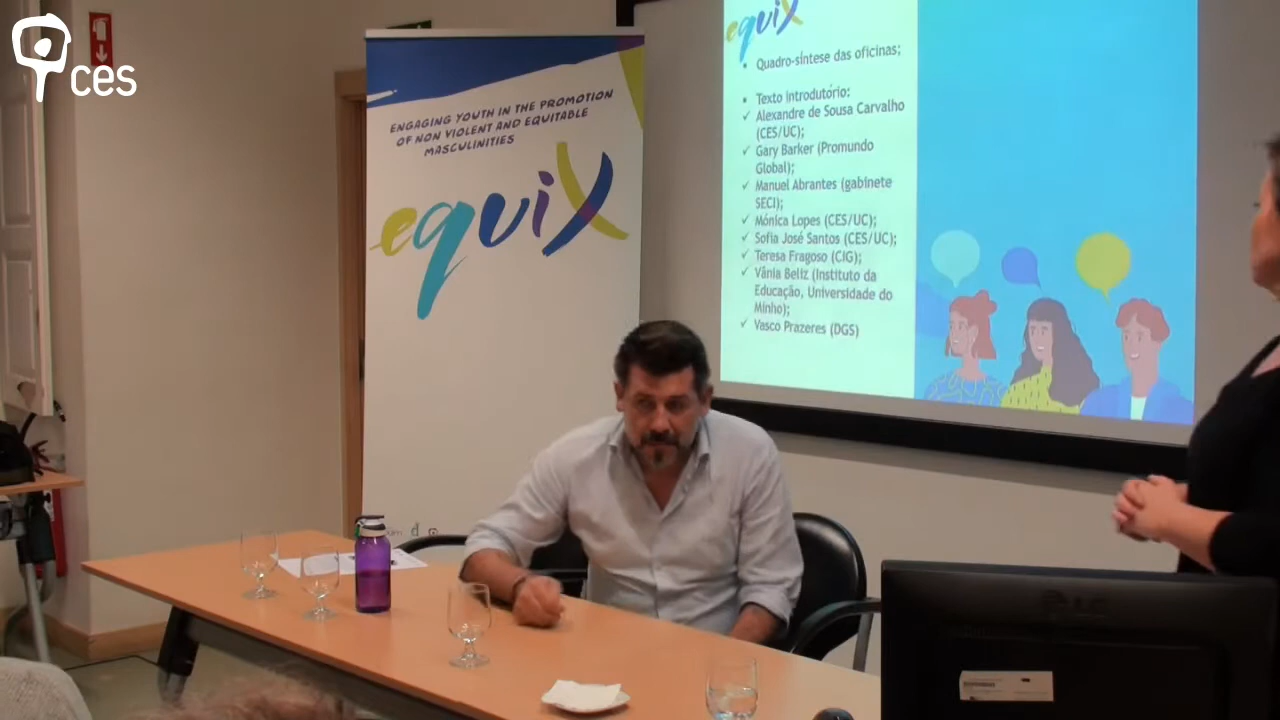 ces
ENGAGING YOUTH IN THE PROMOTION
OF NON VIOLENT AND EQUITABLE
MASCULINITIES
equiX
equiX
• Quadro-síntese das oficinas;
• Texto introdutório:
✓ Alexandre de Sousa Carvalho
(CES/UC);
✓ Gary Barker (Promundo
Global);
✓ Manuel Abrantes (gabinete
SECI);
✓ Mónica Lopes (CES/UC);
✓ Sofia José Santos (CES/UC);
✓ Teresa Fragoso (CIG);
✓ Vânia Beliz (Instituto da
Educação, Universidade do
Minho);
✓ Vasco Prazeres (DGS)
LG